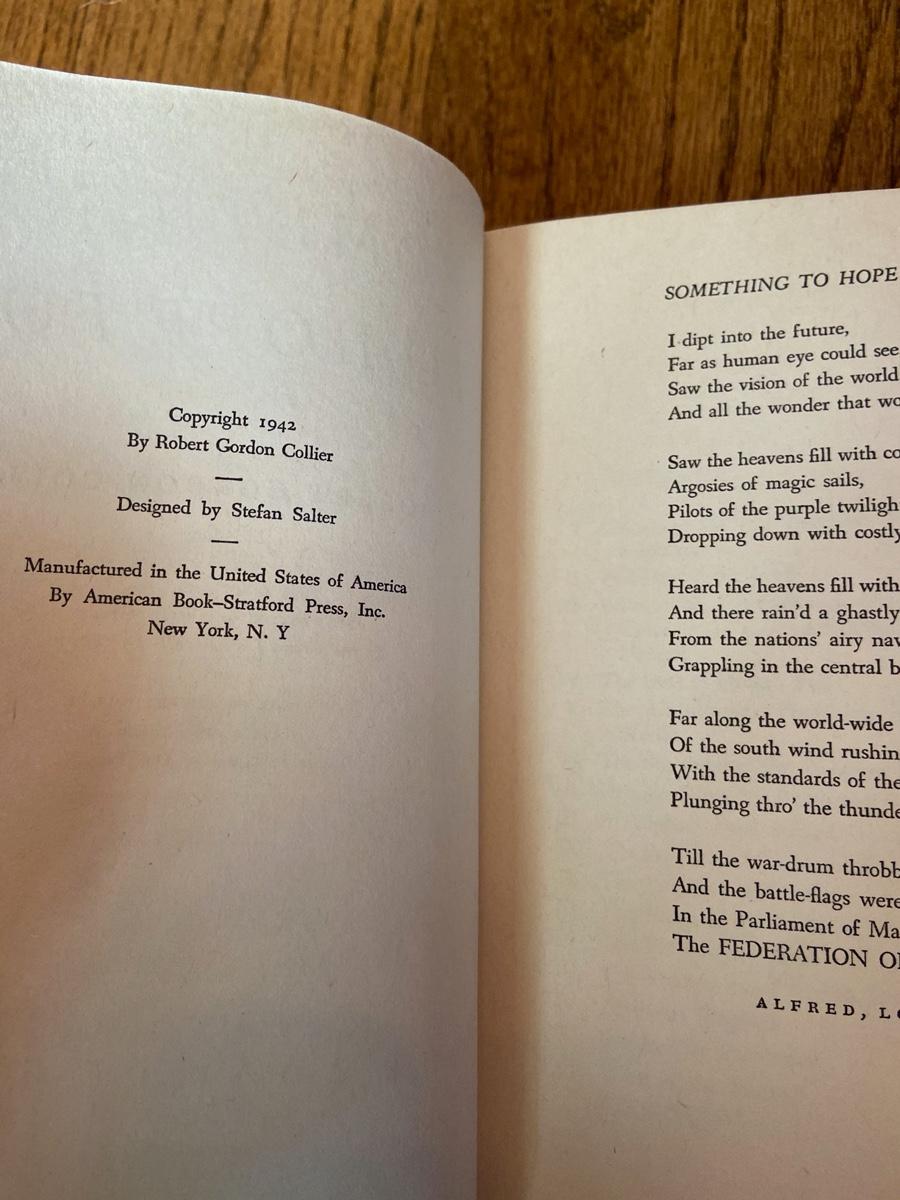 Copyright 1942
By Robert Gordon Collier
Designed by Stefan Salter
Manufactured in the United States of America
By American Book–Stratford Press, Inc.
New York, N. Y
SOMETHING TO HOPE
I dipt into the future,
Far as human eye could see
Saw the vision of the world
And all the wonder that
Saw the heavens fill with
Argosies of magic sails,
Pilots of the purple
Dropping down with costly
Heard the heavens fill with
And there rain'd a ghastly
From the nations' airy
Grappling in the central
Far along the world-wide
Of the south wind
With the standards of the
Plunging thro' the
Till the war-drum
And the battle-flags were
In the Parliament of
The FEDERATION
ALFRED,